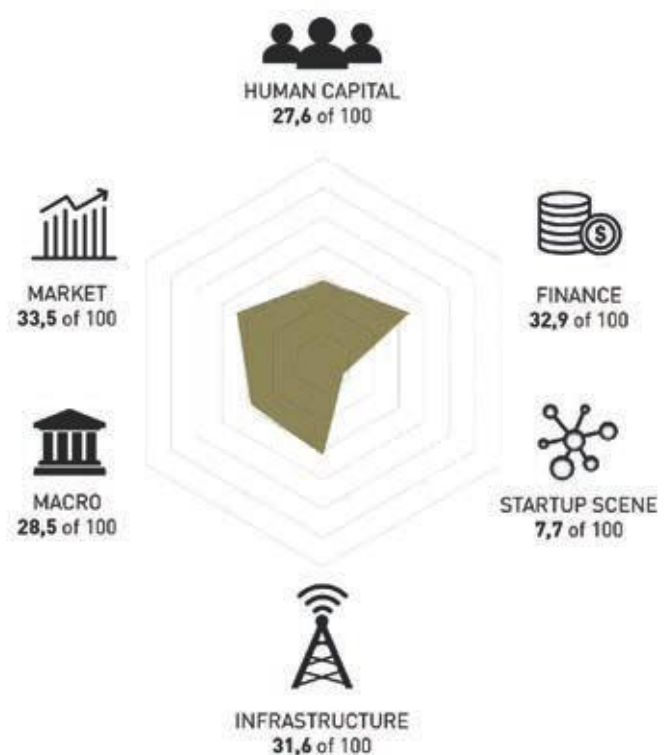 HUMAN CAPITAL
27,6 of 100
MARKET
33,5 of 100
FINANCE
32,9 of 100
$
MACRO
28,5 of 100
STARTUP SCENE
7,7 of 100
INFRASTRUCTURE
31,6 of 100